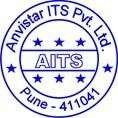 Anvistar ITS Pvt. Ltd.
AITS
Pune - 411041